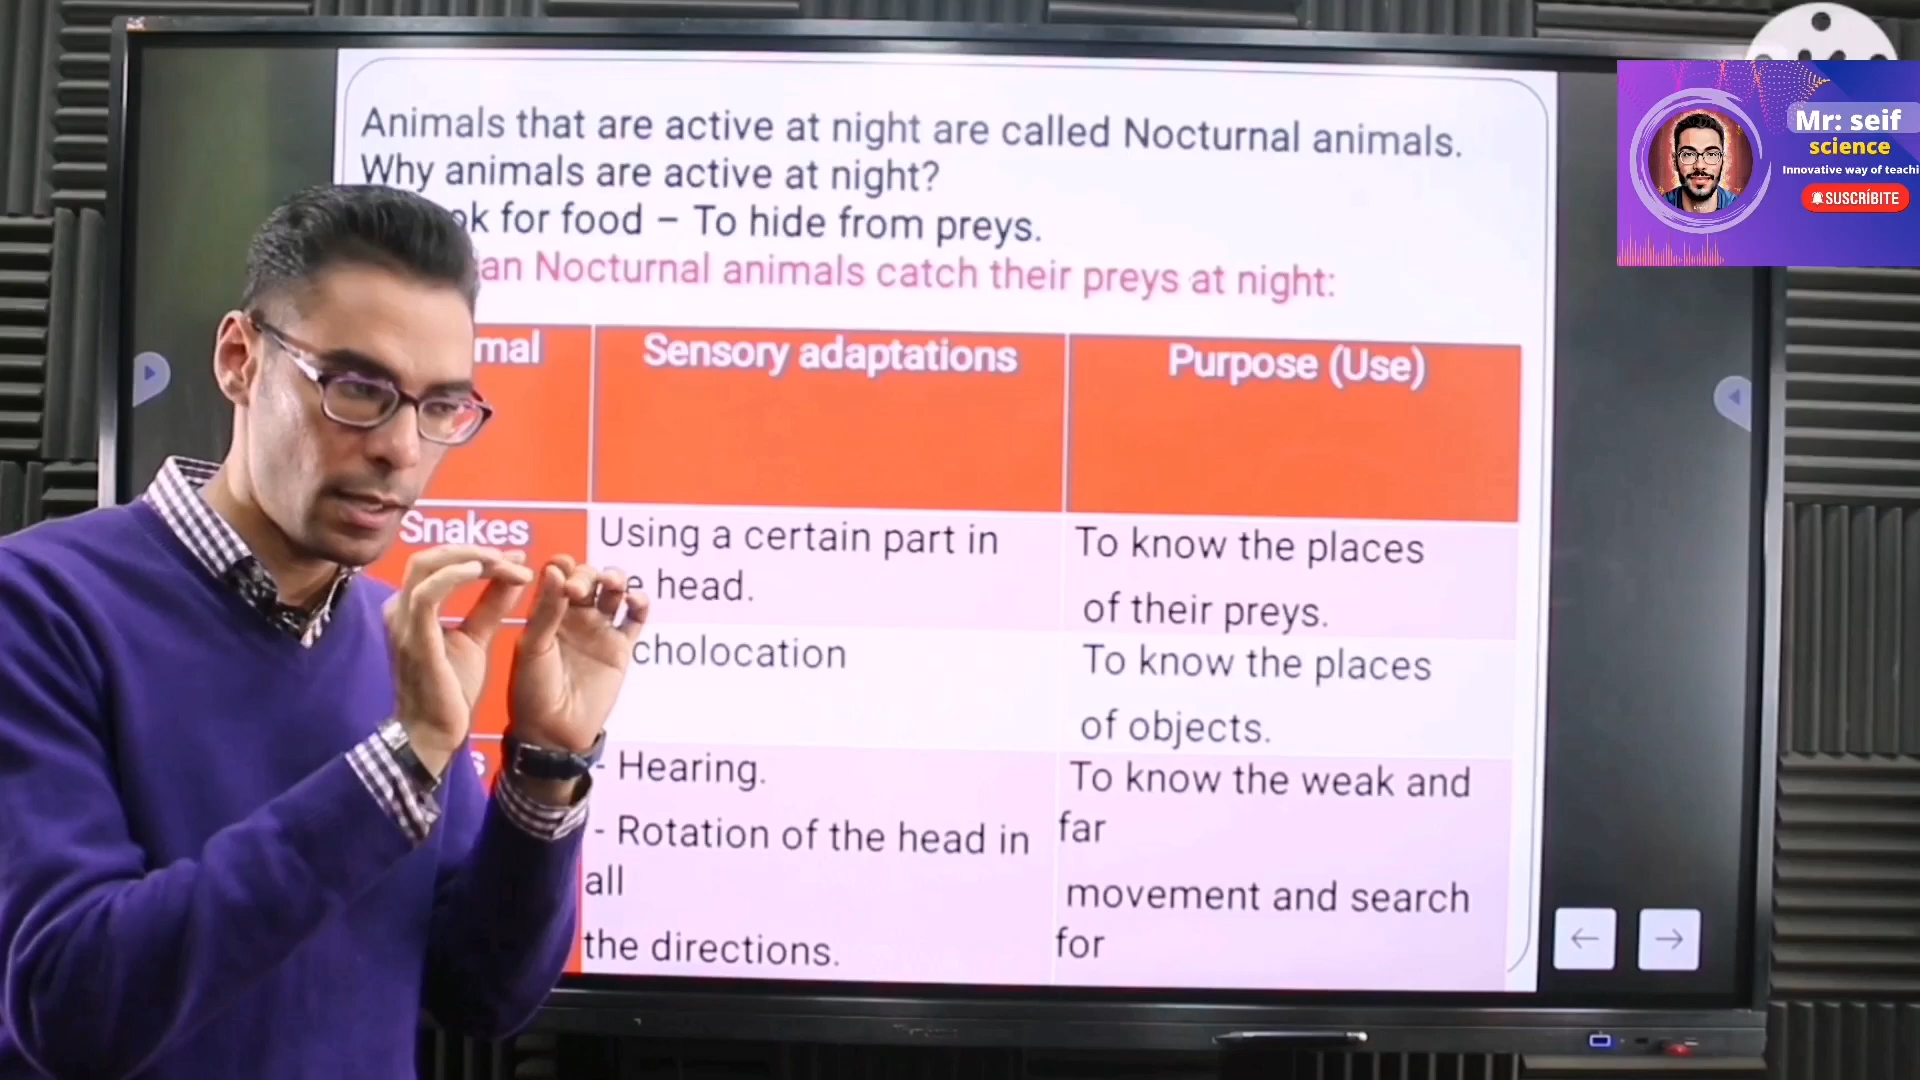 Animals that are active at night are called Nocturnal animals.
Why animals are active at night?
for food – To hide from preys.
Nocturnal animals catch their preys at night:
Sensory adaptations
Purpose (Use)
Snakes
Using a certain part in
head.
To know the places
of their preys.
cholocation
To know the places
of objects.
- Hearing.
- Rotation of the head in
all
the directions.
To know the weak and
far
movement and search
for
Mr: seif
science
Innovative way of teachi
SUSCRÍBITE